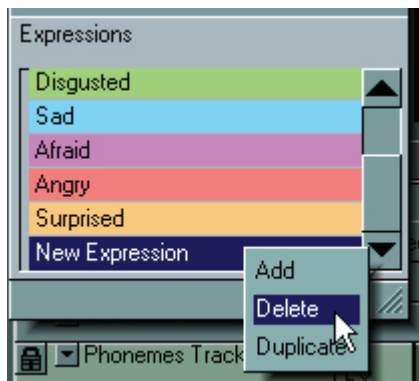 Expressions
Disgusted
Sad
Afraid
Angry
Surprised
New Expression
Add
Delete
Duplicate
Phonemes Track